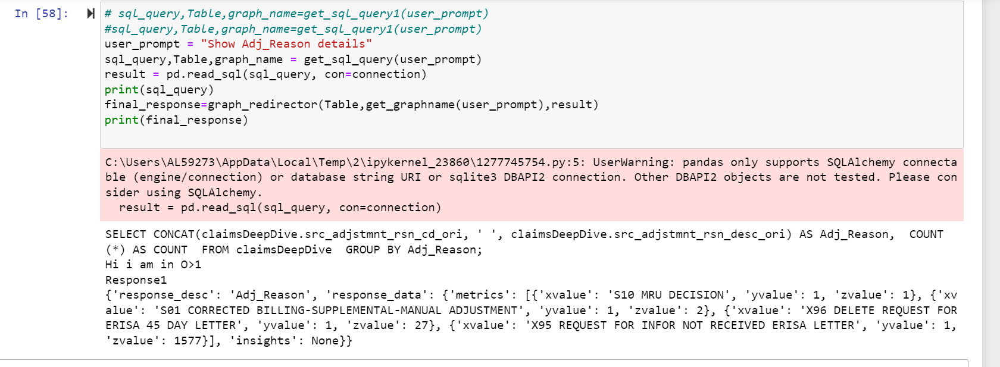 In [58]:
# sql_query,Table,graph_name=get_sql_query1(user_prompt)
#sql_query,Table,graph_name=get_sql_query1(user_prompt)
user_prompt = "Show Adj_Reason details"
sql_query,Table,graph_name = get_sql_query(user_prompt)
result = pd.read_sql(sql_query, con=connection)
print(sql_query)
final_response=graph_redirector(Table,get_graphname(user_prompt),result)
print(final_response)
C:\Users\AL59273\AppData\Local\Temp\2\ipykernel_23860\1277745754.py:5: UserWarning: pandas only supports SQLAlchemy connecta
ble (engine/connection) or database string URI or sqlite3 DBAPI2 connection. Other DBAPI2 objects are not tested. Please con
sider using SQLAlchemy.
  result = pd.read_sql(sql_query, con=connection)
SELECT CONCAT(claimsDeepDive.src_adjstmnt_rsn_cd_ori, ' ', claimsDeepDive.src_adjstmnt_rsn_desc_ori) AS Adj_Reason,  COUNT
(*) AS COUNT  FROM claimsDeepDive  GROUP BY Adj_Reason;
Hi i am in O>1
Response1
{'response_desc': 'Adj_Reason', 'response_data': {'metrics': [{'xvalue': 'S10 MRU DECISION', 'yvalue': 1, 'zvalue': 1}, {'xv
alue': 'S01 CORRECTED BILLING-SUPPLEMENTAL-MANUAL ADJUSTMENT', 'yvalue': 1, 'zvalue': 2}, {'xvalue': 'X96 DELETE REQUEST FOR
ERISA 45 DAY LETTER', 'yvalue': 1, 'zvalue': 27}, {'xvalue': 'X95 REQUEST FOR INFOR NOT RECEIVED ERISA LETTER', 'yvalue': 1,
'zvalue': 1577}], 'insights': None}}